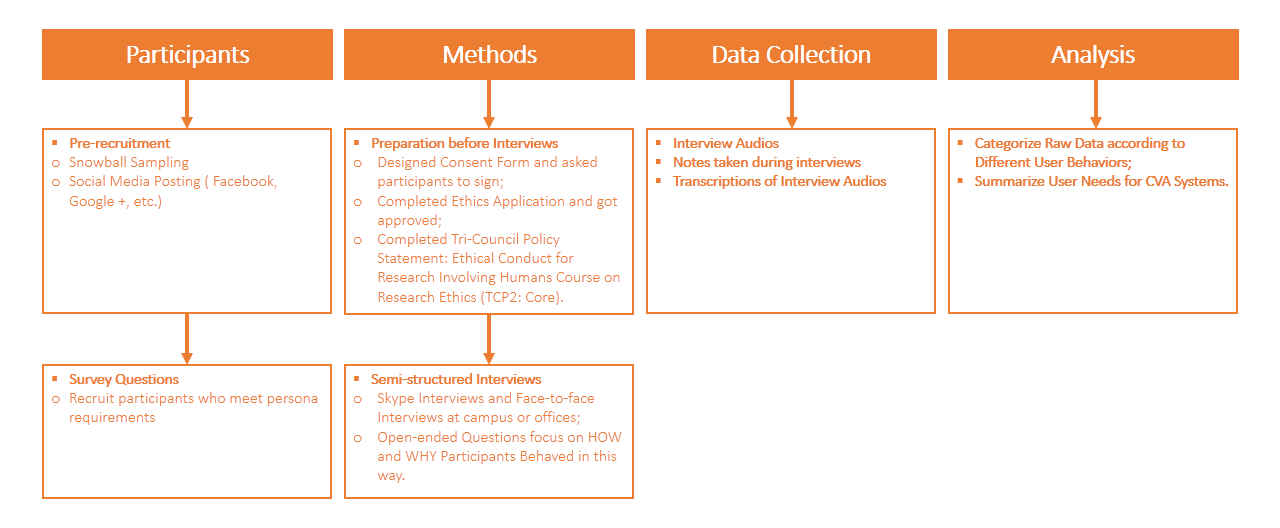 Participants
Methods
Data Collection
Analysis
▪ Pre-recruitment
o Snowball Sampling
o Social Media Posting ( Facebook,
Google +, etc.)
▪ Preparation before Interviews
o Designed Consent Form and asked
participants to sign;
o Completed Ethics Application and got
approved;
o Completed Tri-Council Policy
Statement: Ethical Conduct for
Research Involving Humans Course on
Research Ethics (TCP2: Core).
▪ Interview Audios
▪ Notes taken during interviews
▪ Transcriptions of Interview Audios
▪ Categorize Raw Data according to
Different User Behaviors;
▪ Summarize User Needs for CVA Systems.
▪ Survey Questions
o Recruit participants who meet persona
requirements
▪ Semi-structured Interviews
o Skype Interviews and Face-to-face
Interviews at campus or offices;
o Open-ended Questions focus on HOW
and WHY Participants Behaved in this
way.